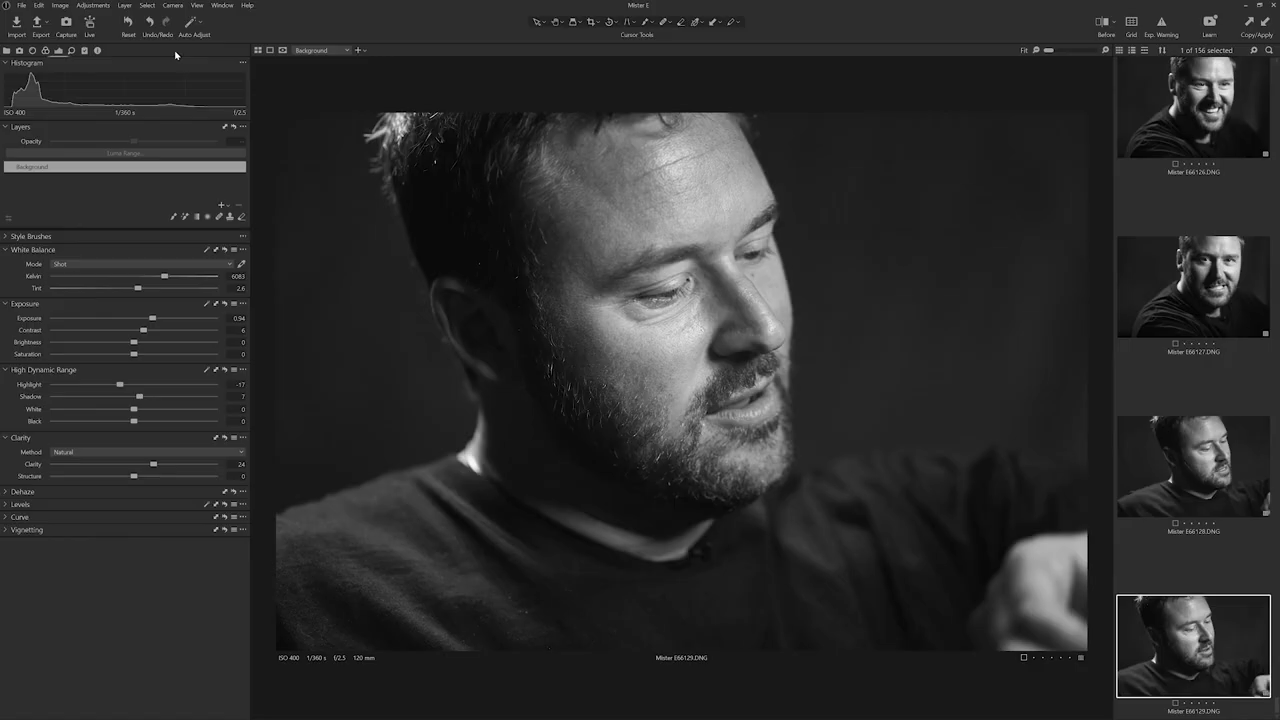 File Edit Image Adjustments Layer Select Camera View Window Help
Mister E
Import Export Capture Live Reset Undo/Redo Auto Adjust
Cursor Tools
Before Grid Exp. Warning Learn Copy/Apply
Background
Fit
1 of 156 selected
Histogram
ISO 400 1/360 s f/2.5
Layers
Opacity
Luma Range...
Background
Style Brushes
White Balance
Mode Shot
Kelvin 6083
Tint 2.6
Exposure
Exposure 0.94
Contrast 6
Brightness 0
Saturation 0
High Dynamic Range
Highlight -17
Shadow 7
White 0
Black 0
Clarity
Method Natural
Clarity 24
Structure 0
Dehaze
Levels
Curve
Vignetting
ISO 400 1/360 s f/2.5 120 mm
Mister E66129.DNG
Mister E66126.DNG
Mister E66127.DNG
Mister E66128.DNG
Mister E66129.DNG